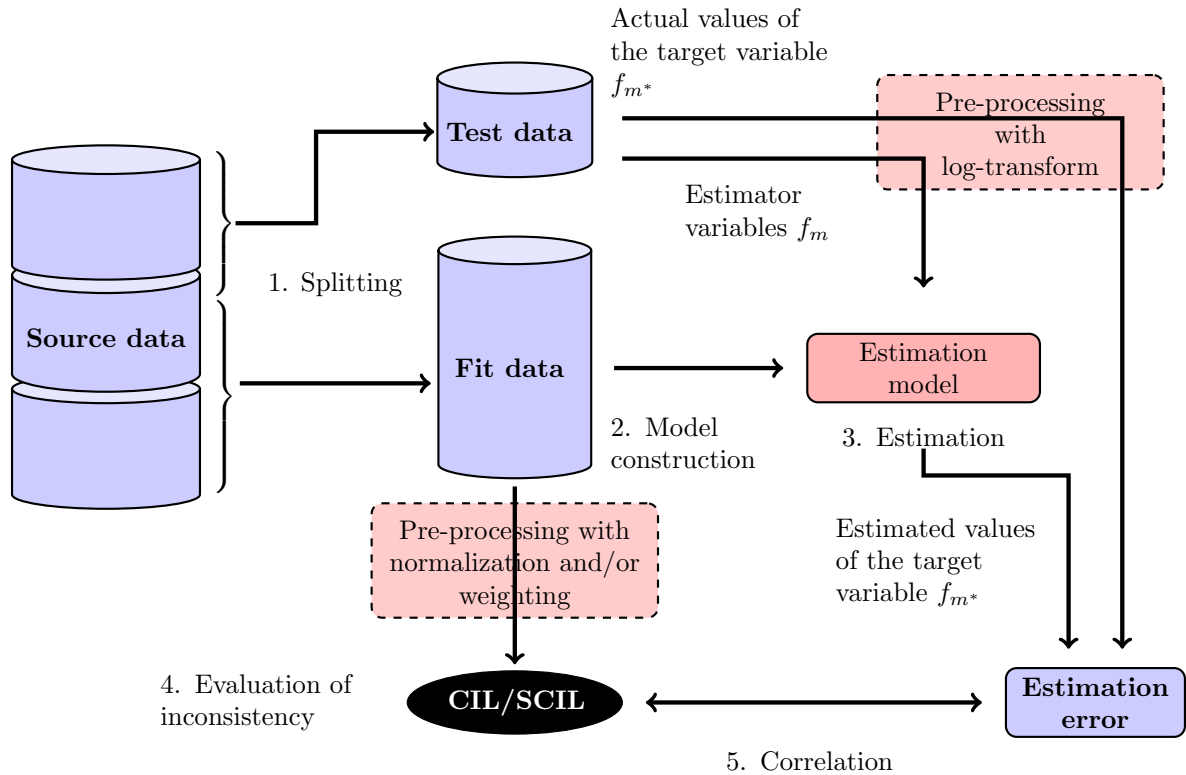 Actual values of
the target variable
f_{m^*}
Test data
Pre-processing
with
log-transform
Estimator
variables f_m
1. Splitting
Source data
Fit data
Estimation
model
2. Model
construction
3. Estimation
Pre-processing with
normalization and/or
weighting
Estimated values
of the target
variable f_{m^*}
4. Evaluation of
inconsistency
CIL/SCIL
Estimation
error
5. Correlation